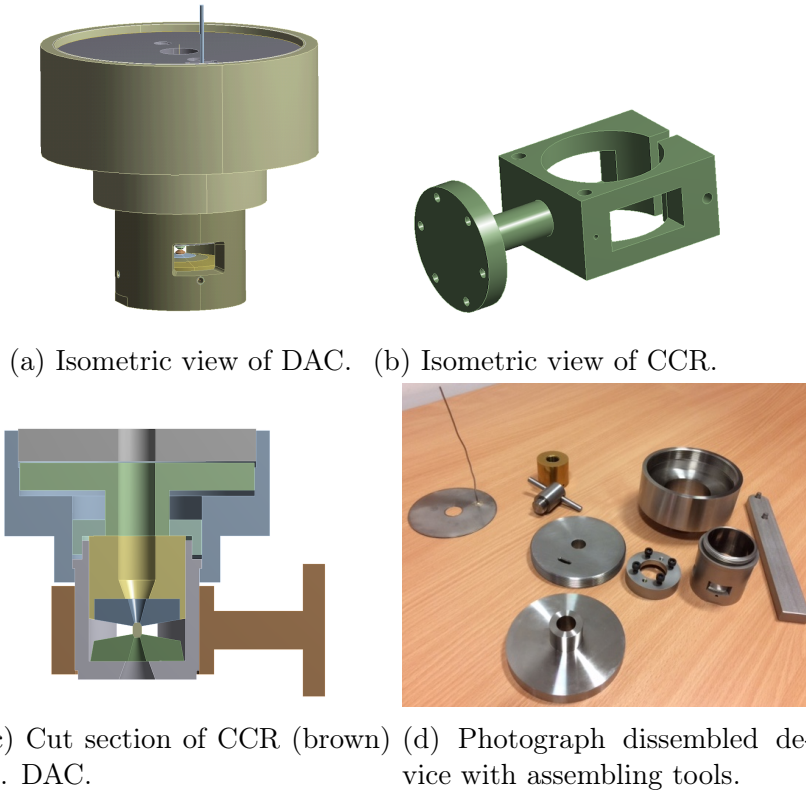 (a) Isometric view of DAC. (b) Isometric view of CCR.
c) Cut section of CCR (brown) (d) Photograph dissembled de-
. DAC. vice with assembling tools.